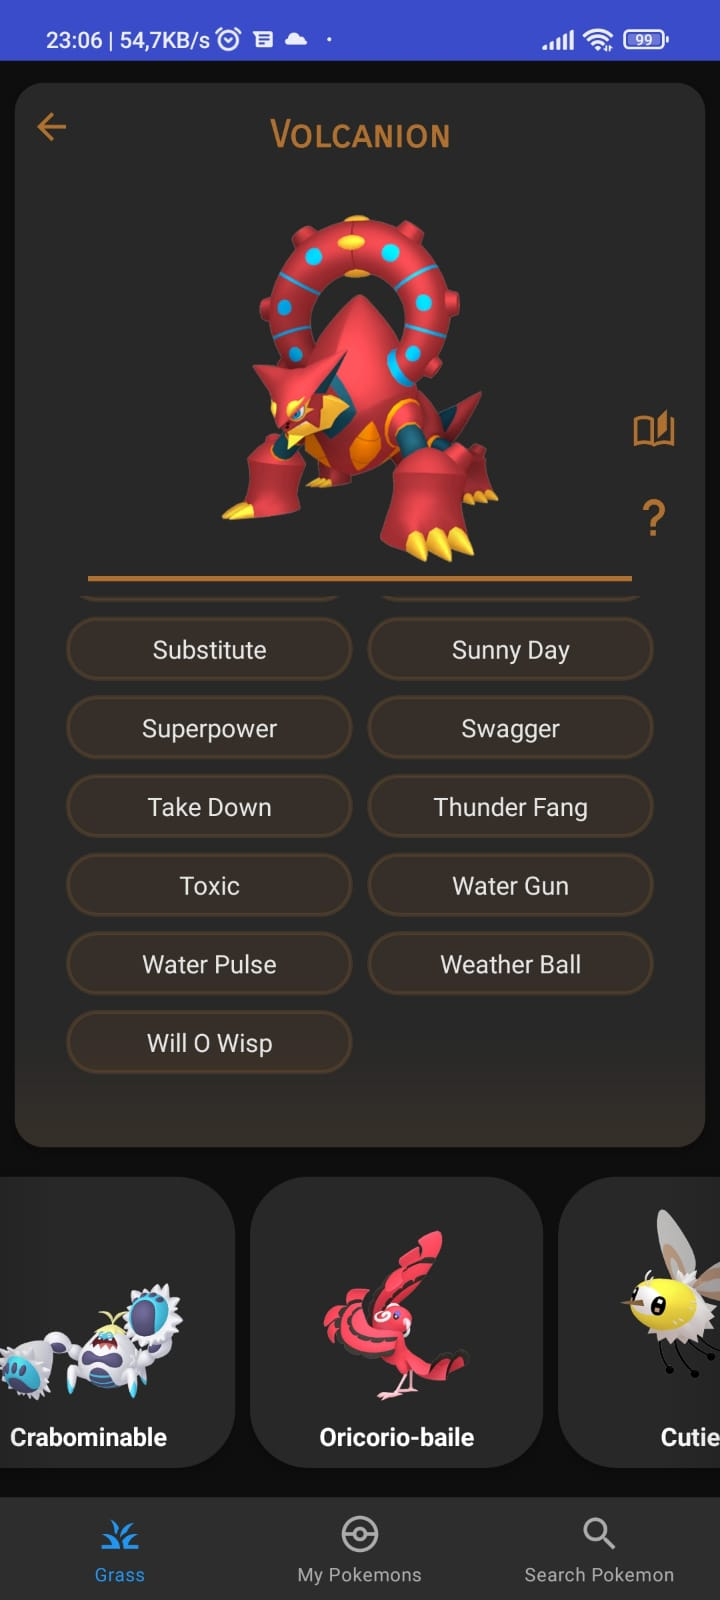 23:06 | 54,7KB/s
99
Volcanion
?
Substitute
Sunny Day
Superpower
Swagger
Take Down
Thunder Fang
Toxic
Water Gun
Water Pulse
Weather Ball
Will O Wisp
Crabominable
Oricorio-baile
Cutie
Grass
My Pokemons
Search Pokemon